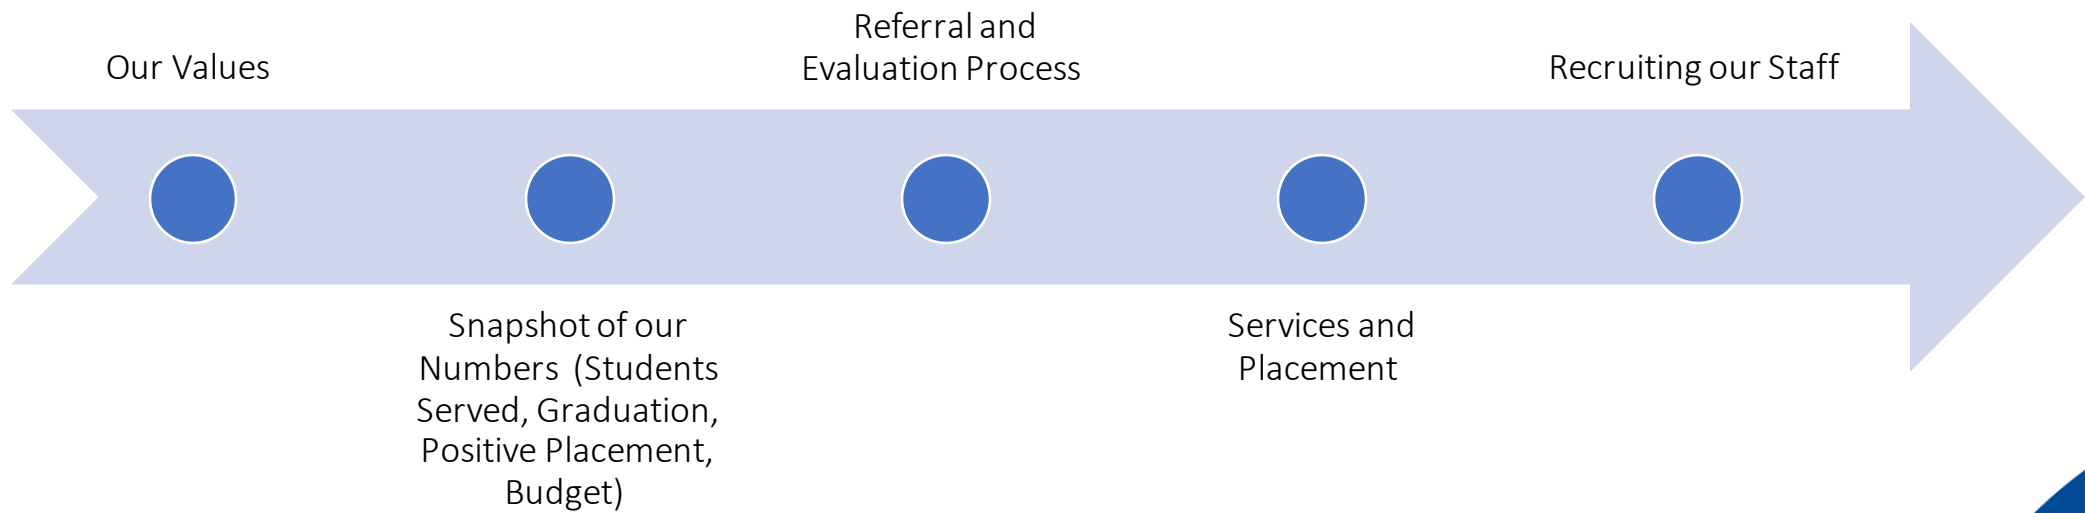 Our Values
Snapshot of our
Numbers (Students
Served, Graduation,
Positive Placement,
Budget)
Referral and
Evaluation Process
Services and
Placement
Recruiting our Staff